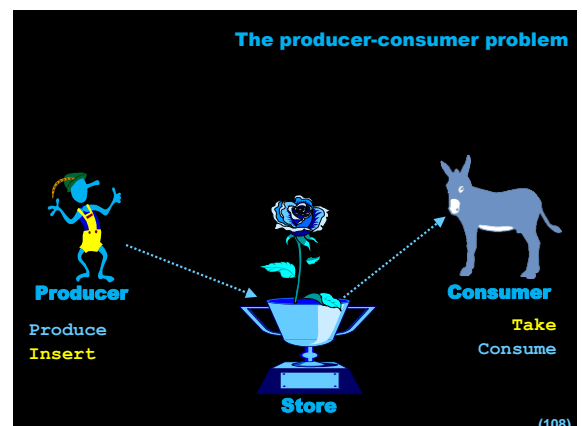 The producer-consumer problem
Producer
Consumer
Produce
Insert
Take
Consume
Store
(108)